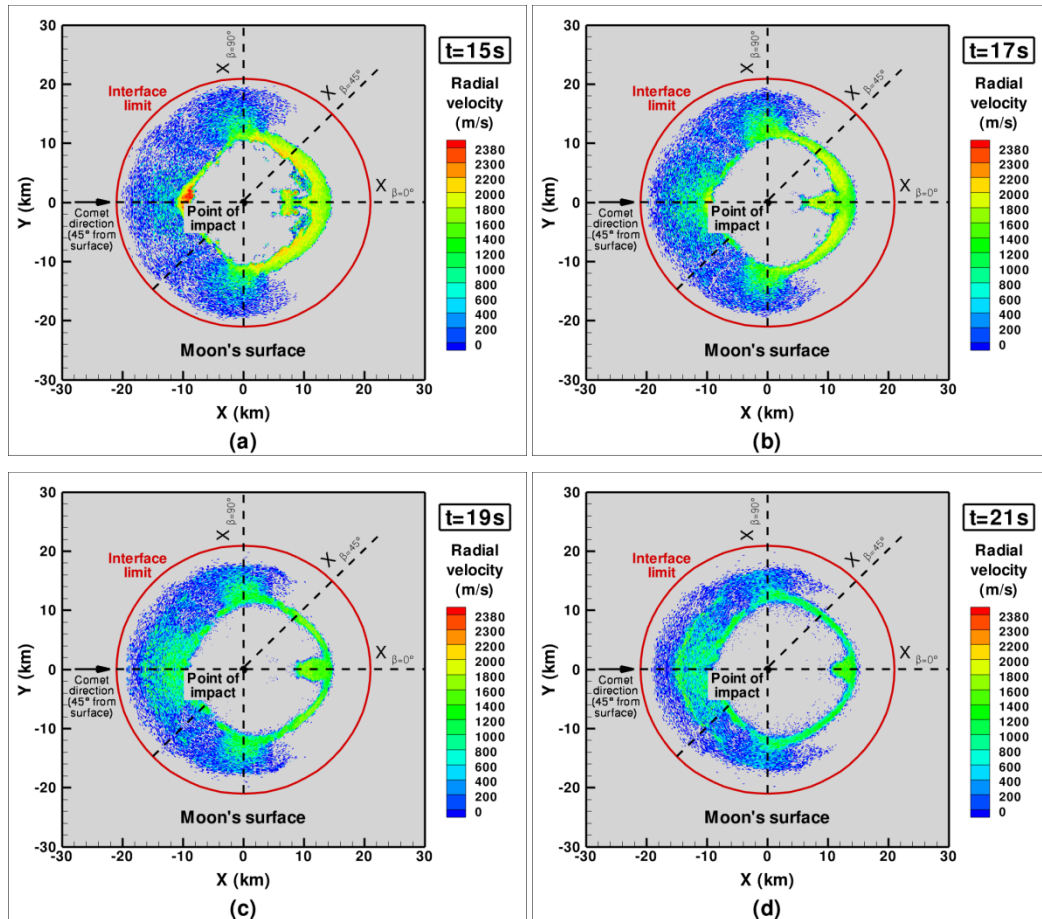 30
20
10
0
-10
-20
-30
Y (km)
-30 -20 -10 0 10 20 30
X (km)
(a)
X β=90°
X β=45°
X β=0°
Interface
limit
Comet
direction
(45° from
surface)
Point of
impact
Moon's surface
t=15s
Radial
velocity
(m/s)
2380
2300
2200
2000
1800
1600
1400
1200
1000
800
600
400
200
0
30
20
10
0
-10
-20
-30
Y (km)
-30 -20 -10 0 10 20 30
X (km)
(b)
X β=90°
X β=45°
X β=0°
Interface
limit
Comet
direction
(45° from
surface)
Point of
impact
Moon's surface
t=17s
Radial
velocity
(m/s)
2380
2300
2200
2000
1800
1600
1400
1200
1000
800
600
400
200
0
30
20
10
0
-10
-20
-30
Y (km)
-30 -20 -10 0 10 20 30
X (km)
(c)
X β=90°
X β=45°
X β=0°
Interface
limit
Comet
direction
(45° from
surface)
Point of
impact
Moon's surface
t=19s
Radial
velocity
(m/s)
2380
2300
2200
2000
1800
1600
1400
1200
1000
800
600
400
200
0
30
20
10
0
-10
-20
-30
Y (km)
-30 -20 -10 0 10 20 30
X (km)
(d)
X β=90°
X β=45°
X β=0°
Interface
limit
Comet
direction
(45° from
surface)
Point of
impact
Moon's surface
t=21s
Radial
velocity
(m/s)
2380
2300
2200
2000
1800
1600
1400
1200
1000
800
600
400
200
0